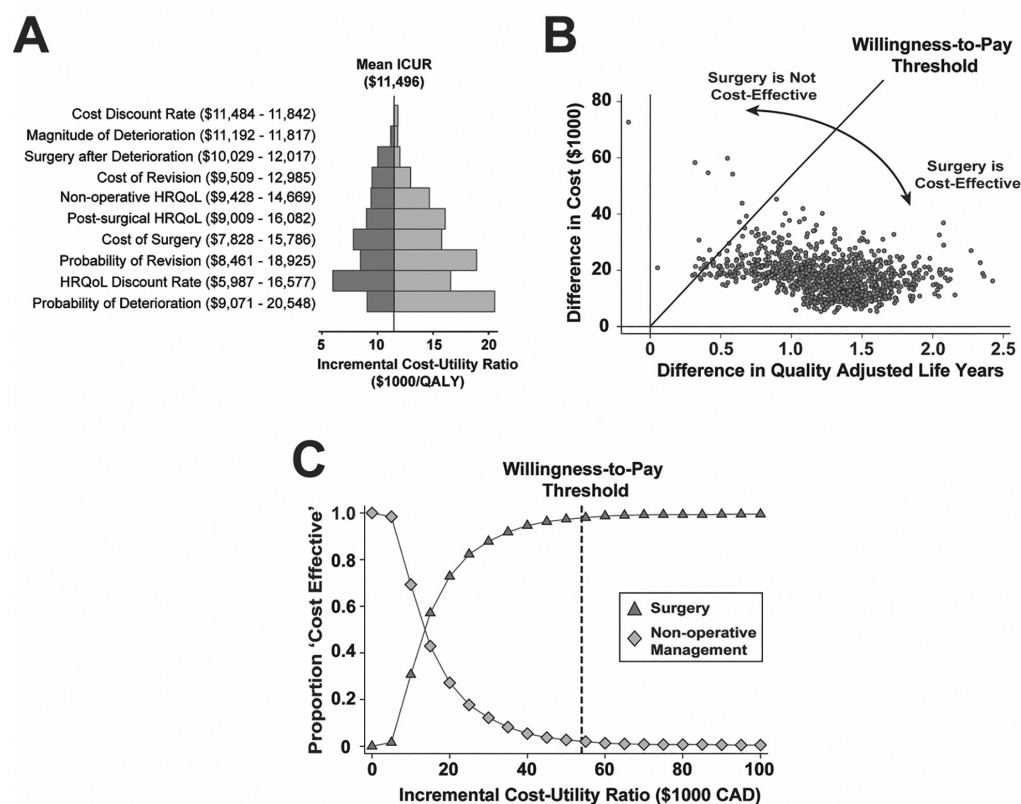 A
Mean ICUR
($11,496)
Cost Discount Rate ($11,484 - 11,842)
Magnitude of Deterioration ($11,192 - 11,817)
Surgery after Deterioration ($10,029 - 12,017)
Cost of Revision ($9,509 - 12,985)
Non-operative HRQoL ($9,428 - 14,669)
Post-surgical HRQoL ($9,009 - 16,082)
Cost of Surgery ($7,828 - 15,786)
Probability of Revision ($8,461 - 18,925)
HRQoL Discount Rate ($5,987 - 16,577)
Probability of Deterioration ($9,071 - 20,548)
5 10 15 20
Incremental Cost-Utility Ratio
($1000/QALY)
B
Willingness-to-Pay
Threshold
Surgery is Not
Cost-Effective
Surgery is
Cost-Effective
Difference in Cost ($1000)
80
60
40
20
0
0 0.5 1.0 1.5 2.0 2.5
Difference in Quality Adjusted Life Years
C
Willingness-to-Pay
Threshold
Proportion ‘Cost Effective’
1.0
0.8
0.6
0.4
0.2
0
Surgery
Non-operative
Management
0 20 40 60 80 100
Incremental Cost-Utility Ratio ($1000 CAD)